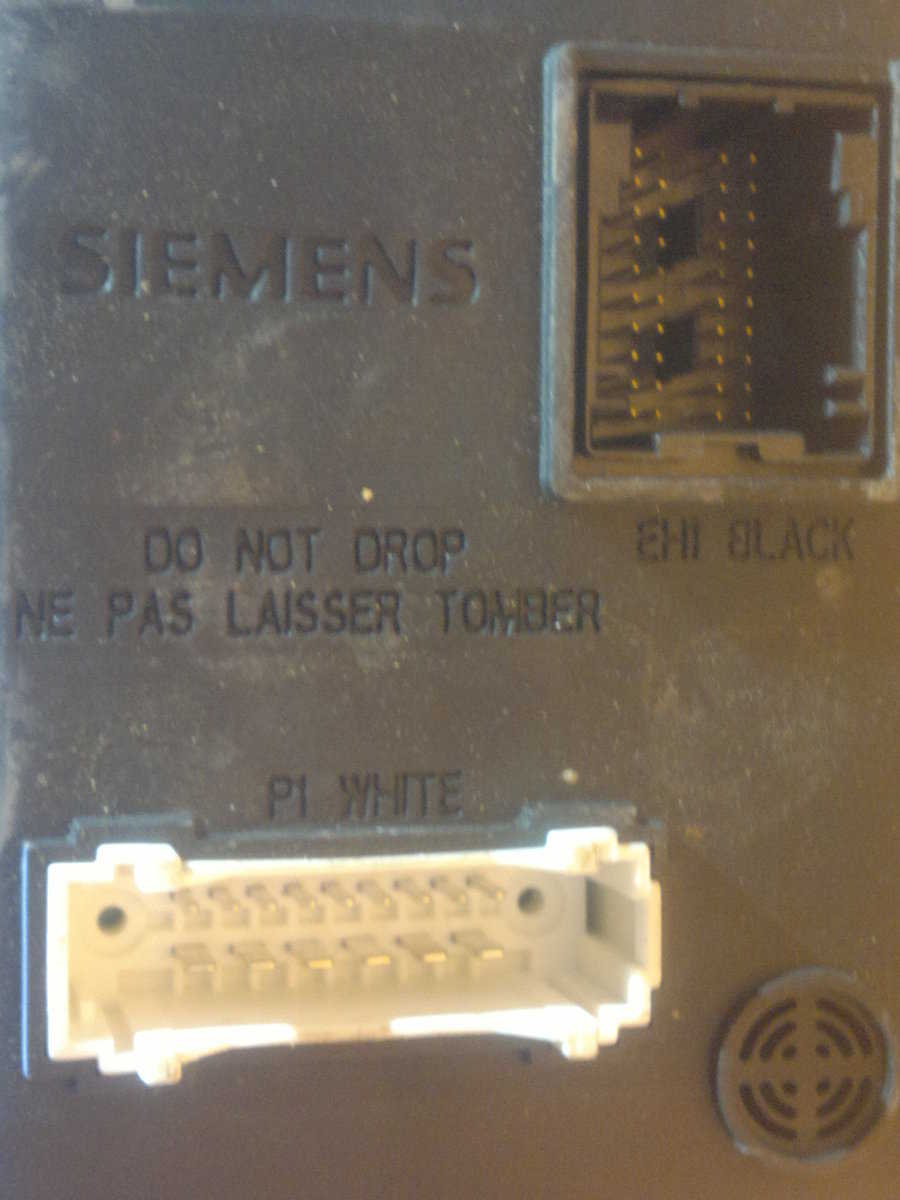 SIEMENS
DO NOT DROP
NE PAS LAISSER TOMBER
EH1 BLACK
P1 WHITE